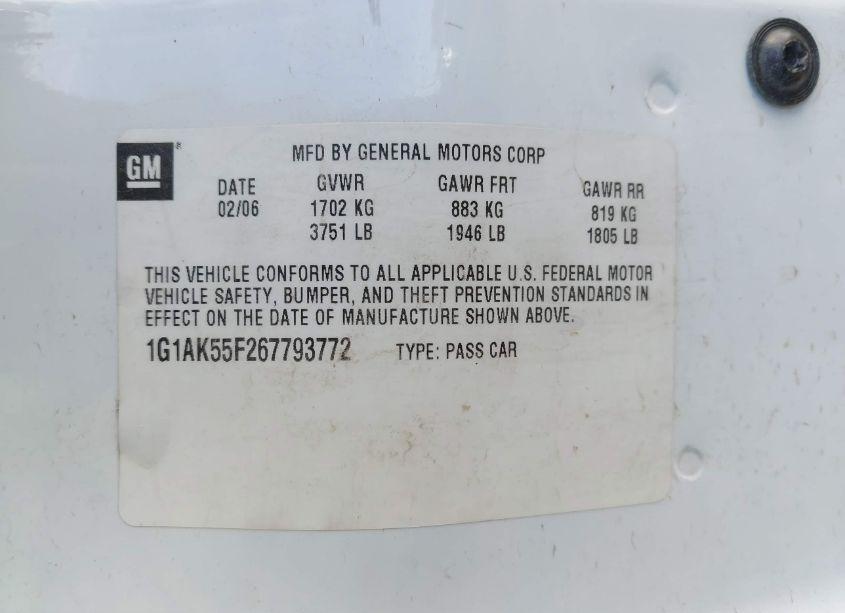 GM
MFD BY GENERAL MOTORS CORP
DATE GVWR GAWR FRT GAWR RR
02/06 1702 KG 883 KG 819 KG
3751 LB 1946 LB 1805 LB
THIS VEHICLE CONFORMS TO ALL APPLICABLE U.S. FEDERAL MOTOR
VEHICLE SAFETY, BUMPER, AND THEFT PREVENTION STANDARDS IN
EFFECT ON THE DATE OF MANUFACTURE SHOWN ABOVE.
1G1AK55F267793772 TYPE: PASS CAR